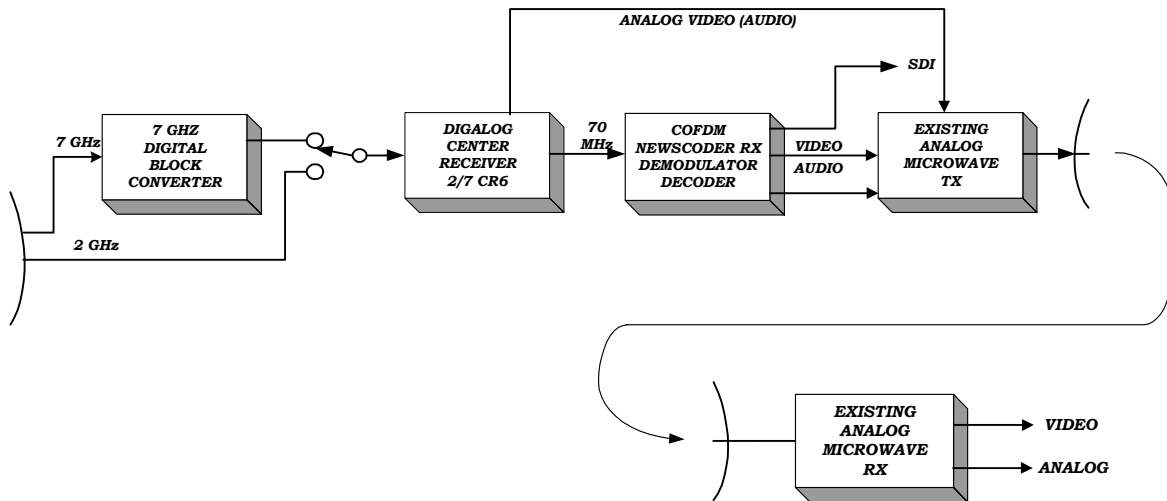 ANALOG VIDEO (AUDIO)
SDI
7 GHz
7 GHZ
DIGITAL
BLOCK
CONVERTER
DIGALOG
CENTER
RECEIVER
2/7 CR6
70
MHz
COFDM
NEWSCODER RX
DEMODULATOR
DECODER
VIDEO
AUDIO
EXISTING
ANALOG
MICROWAVE
TX
2 GHz
EXISTING
ANALOG
MICROWAVE
RX
VIDEO
ANALOG